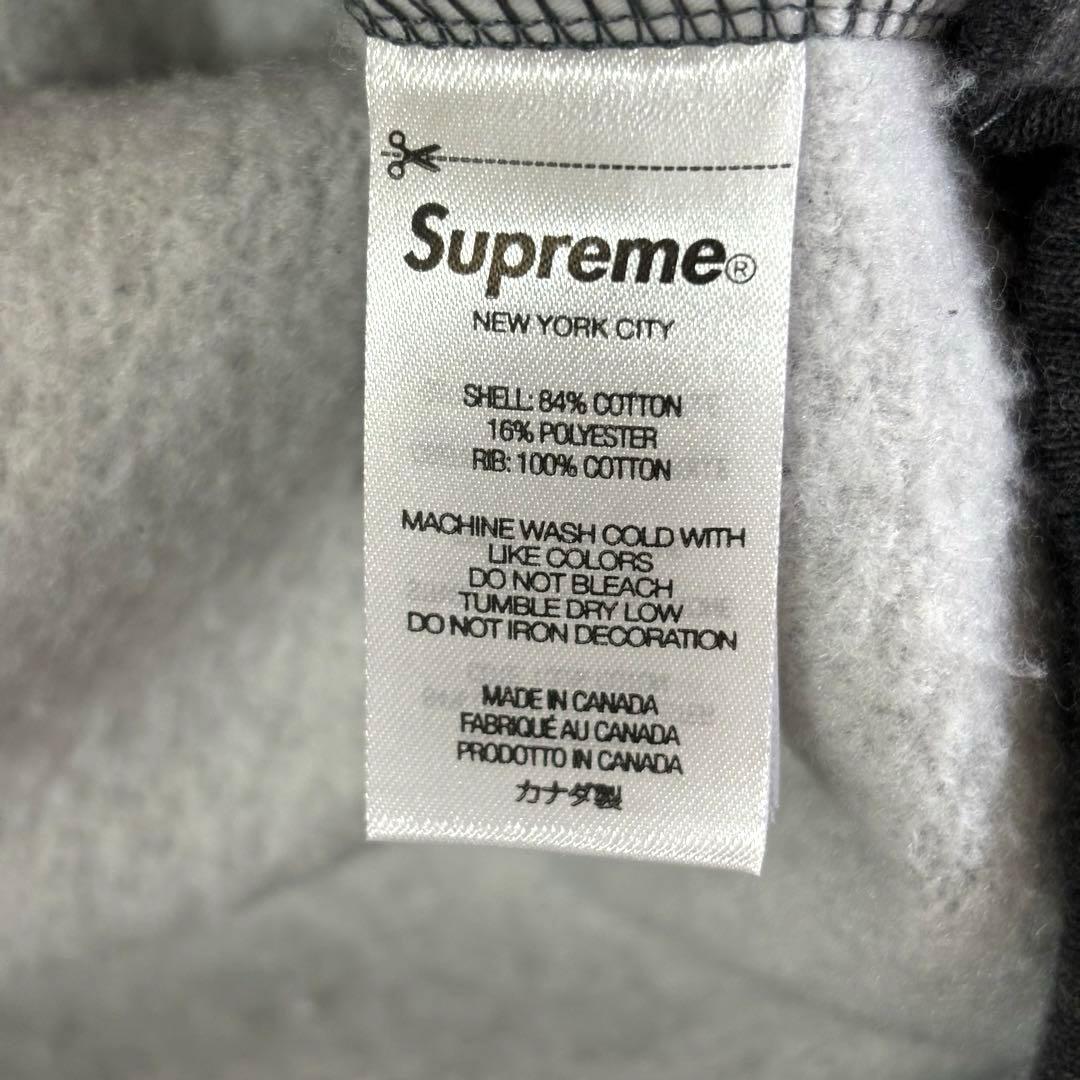 Supreme®
NEW YORK CITY
SHELL: 84% COTTON
16% POLYESTER
RIB: 100% COTTON
MACHINE WASH COLD WITH
LIKE COLORS
DO NOT BLEACH
TUMBLE DRY LOW
DO NOT IRON DECORATION
MADE IN CANADA
FABRIQUÉ AU CANADA
PRODOTTO IN CANADA
カナダ製